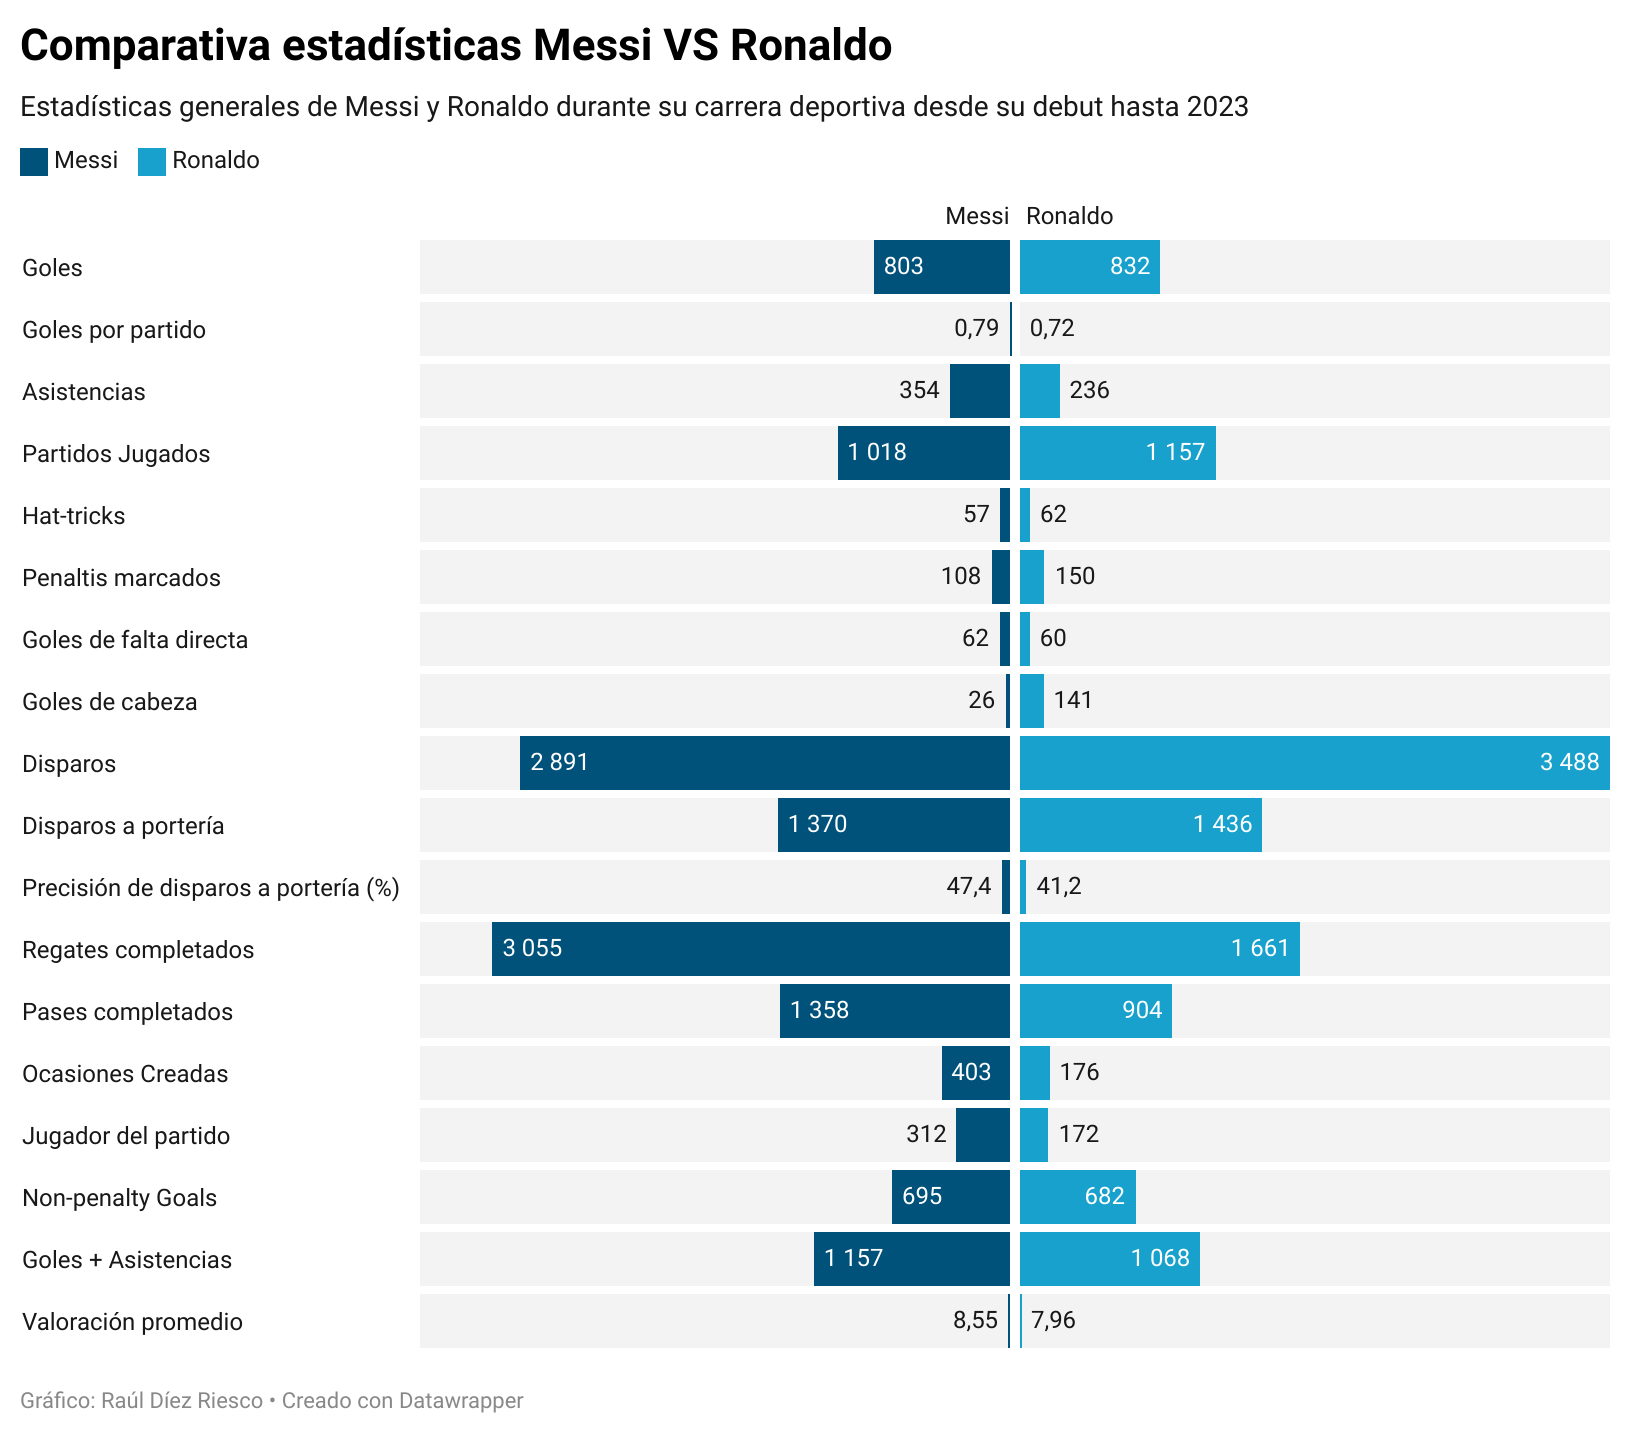 Comparativa estadísticas Messi VS Ronaldo
Estadísticas generales de Messi y Ronaldo durante su carrera deportiva desde su debut hasta 2023
Messi Ronaldo
Messi Ronaldo
Goles 803 832
Goles por partido 0,79 0,72
Asistencias 354 236
Partidos Jugados 1 018 1 157
Hat-tricks 57 62
Penaltis marcados 108 150
Goles de falta directa 62 60
Goles de cabeza 26 141
Disparos 2 891 3 488
Disparos a portería 1 370 1 436
Precisión de disparos a portería (%) 47,4 41,2
Regates completados 3 055 1 661
Pases completados 1 358 904
Ocasiones Creadas 403 176
Jugador del partido 312 172
Non-penalty Goals 695 682
Goles + Asistencias 1 157 1 068
Valoración promedio 8,55 7,96
Gráfico: Raúl Díez Riesco • Creado con Datawrapper